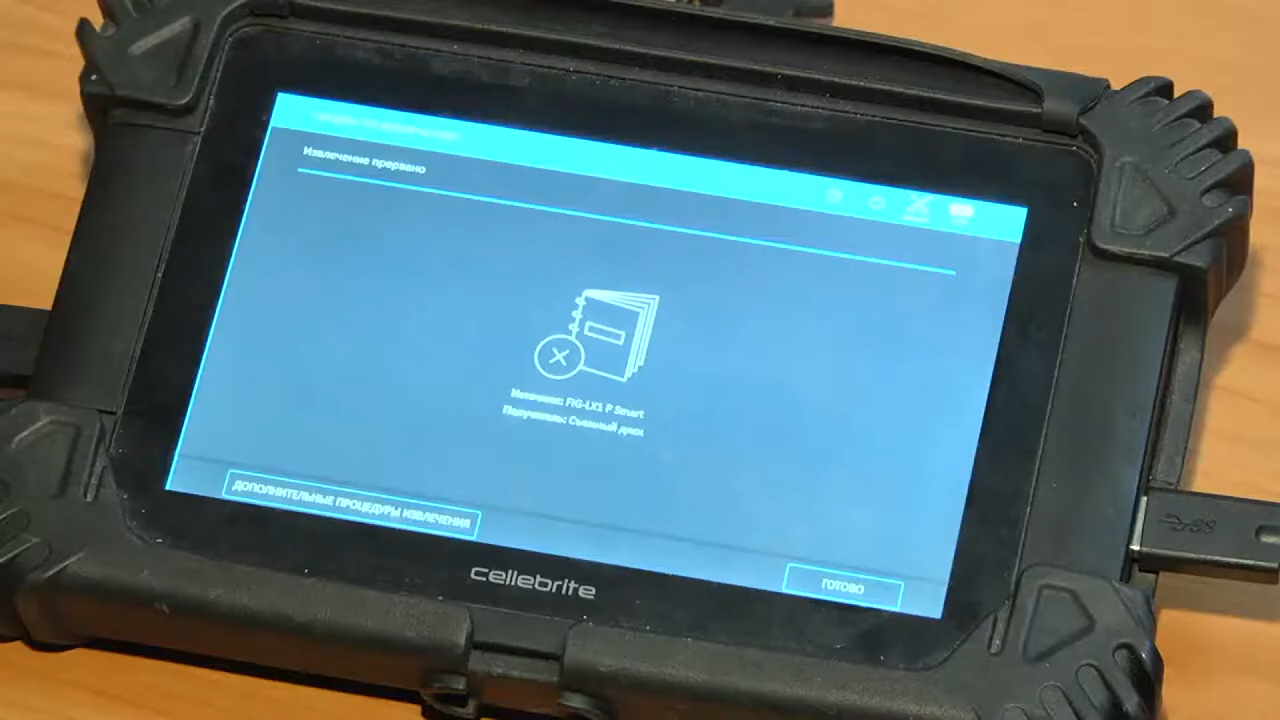 Извлечение прервано
Источник: FIG-LX1 P Smart
Получатель: Съемный диск
ДОПОЛНИТЕЛЬНЫЕ ПРОЦЕДУРЫ ИЗВЛЕЧЕНИЯ
ГОТОВО
cellebrite